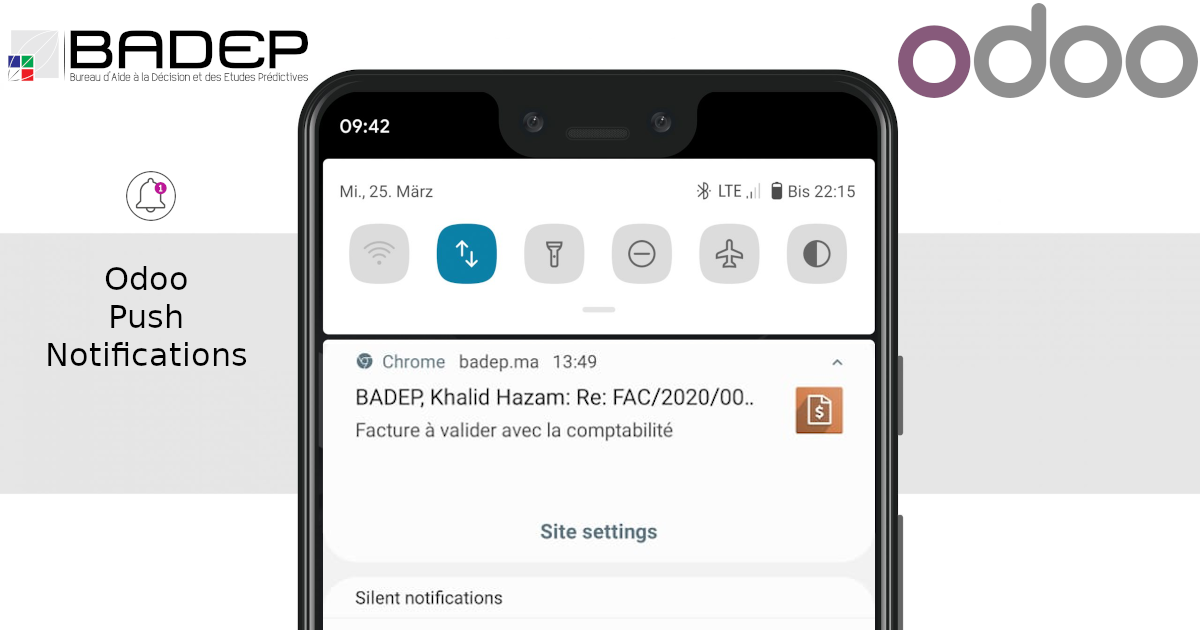 BADEP
Bureau d'Aide à la Décision et des Etudes Prédictives
odoo
09:42
Mi., 25. März
LTE
Bis 22:15
1
Odoo
Push
Notifications
Chrome badep.ma 13:49
BADEP, Khalid Hazam: Re: FAC/2020/00..
Facture à valider avec la comptabilité
$
Site settings
Silent notifications